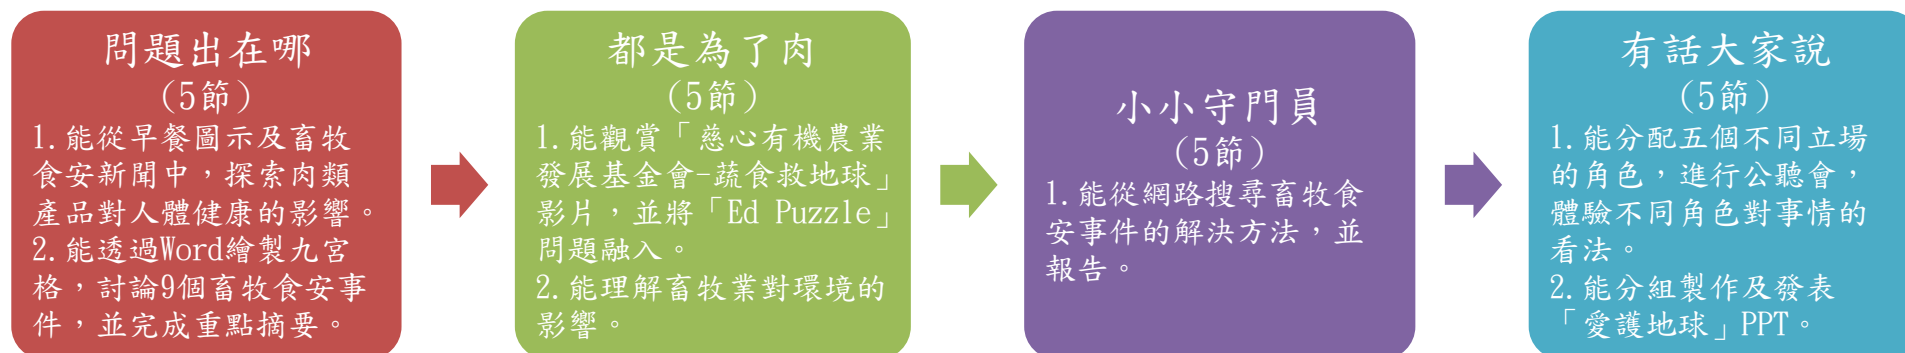 問題出在哪
(5節)
1.能從早餐圖示及畜牧
食安新聞中，探索肉類
產品對人體健康的影響。
2.能透過Word繪製九宮
格，討論9個畜牧食安事
件，並完成重點摘要。
都是為了肉
(5節)
1.能觀賞「慈心有機農業
發展基金會-蔬食救地球」
影片，並將「Ed Puzzle」
問題融入。
2.能理解畜牧業對環境的
影響。
小小守門員
(5節)
1.能從網路搜尋畜牧食
安事件的解決方法，並
報告。
有話大家說
(5節)
1.能分配五個不同立場
的角色，進行公聽會，
體驗不同角色對事情的
看法。
2.能分組製作及發表
「愛護地球」PPT。